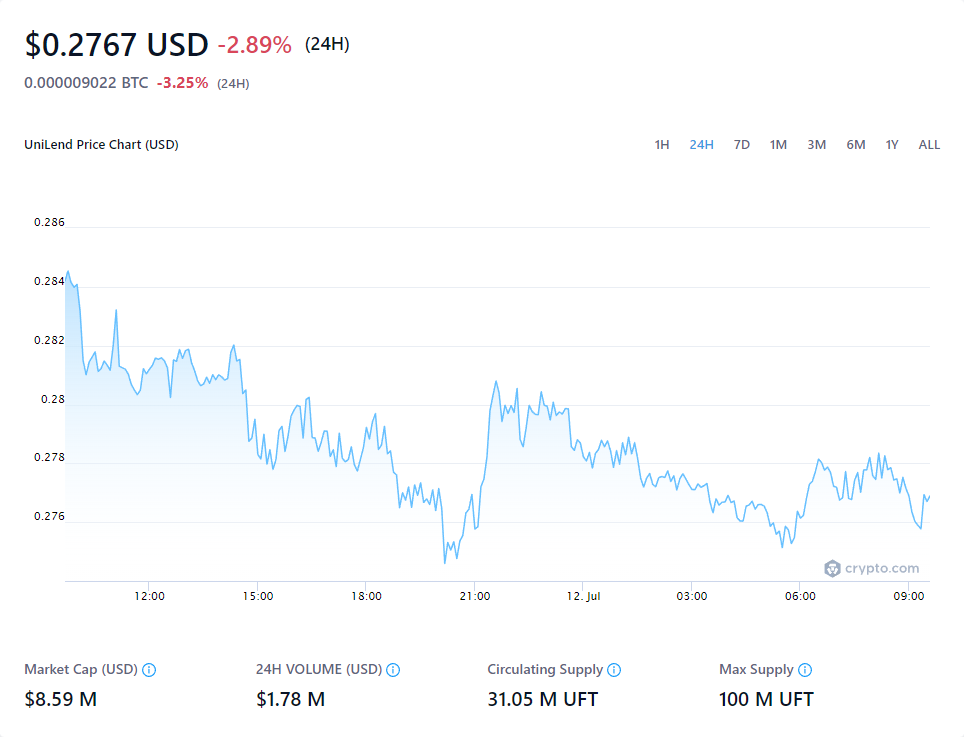 $0.2767 USD -2.89% (24H)
0.000009022 BTC -3.25% (24H)
UniLend Price Chart (USD) 1H 24H 7D 1M 3M 6M 1Y ALL
0.286
0.284
0.282
0.28
0.278
0.276
crypto.com
12:00 15:00 18:00 21:00 12. Jul 03:00 06:00 09:00
Market Cap (USD) 24H VOLUME (USD) Circulating Supply Max Supply
$8.59 M $1.78 M 31.05 M UFT 100 M UFT